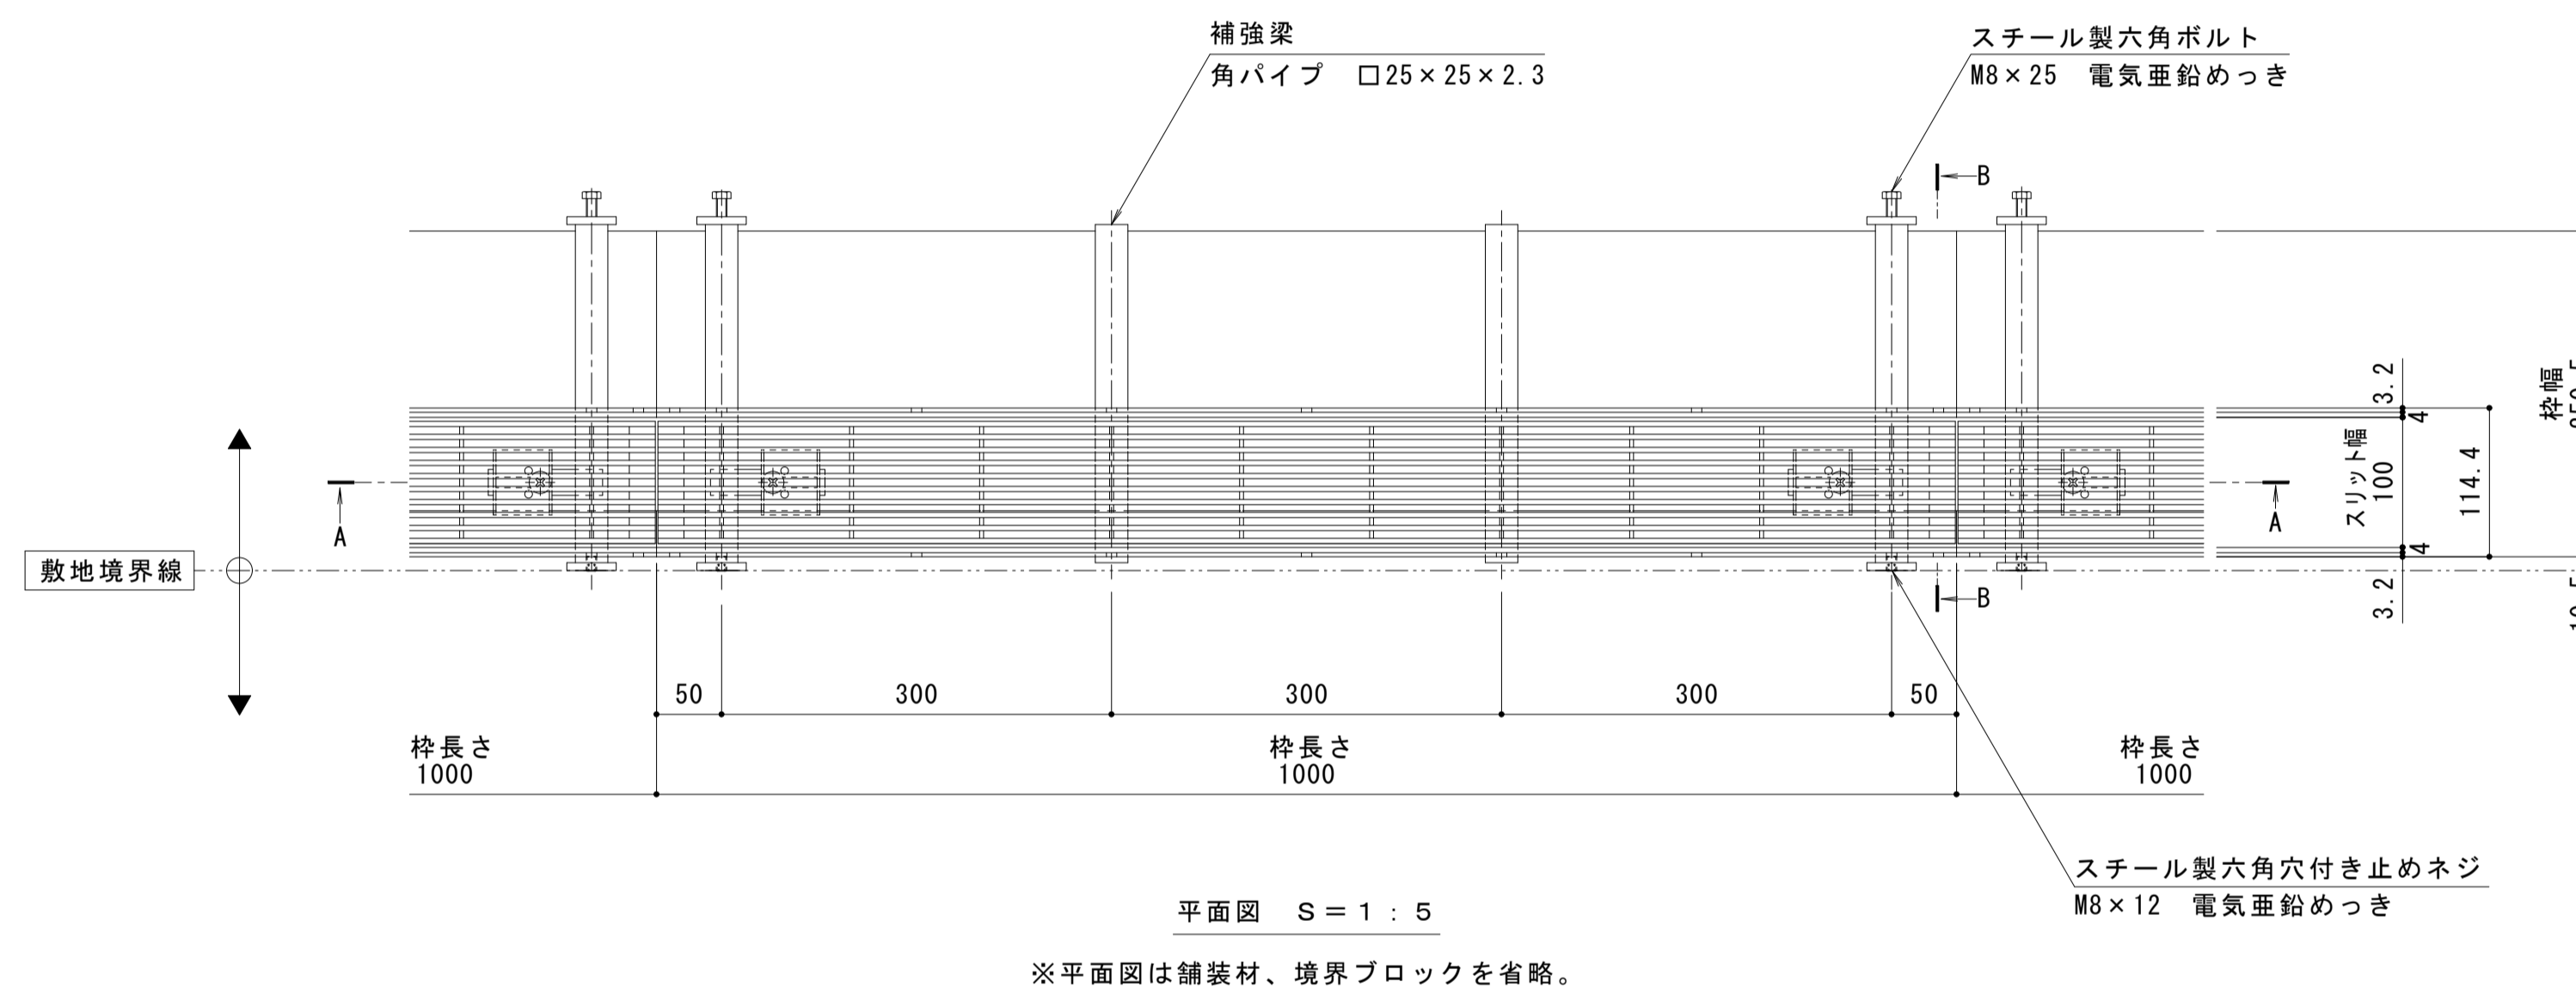 補強梁
角パイプ　□25×25×2.3
スチール製六角ボルト
M8×25　電気亜鉛めっき
B
A
敷地境界線
B
A
3.2
4
スリット幅
100
114.4
4
3.2
枠幅
50
300
300
300
50
枠長さ
1000
枠長さ
1000
枠長さ
1000
スチール製六角穴付き止めネジ
M8×12　電気亜鉛めっき
平面図　S=1:5
※平面図は舗装材、境界ブロックを省略。